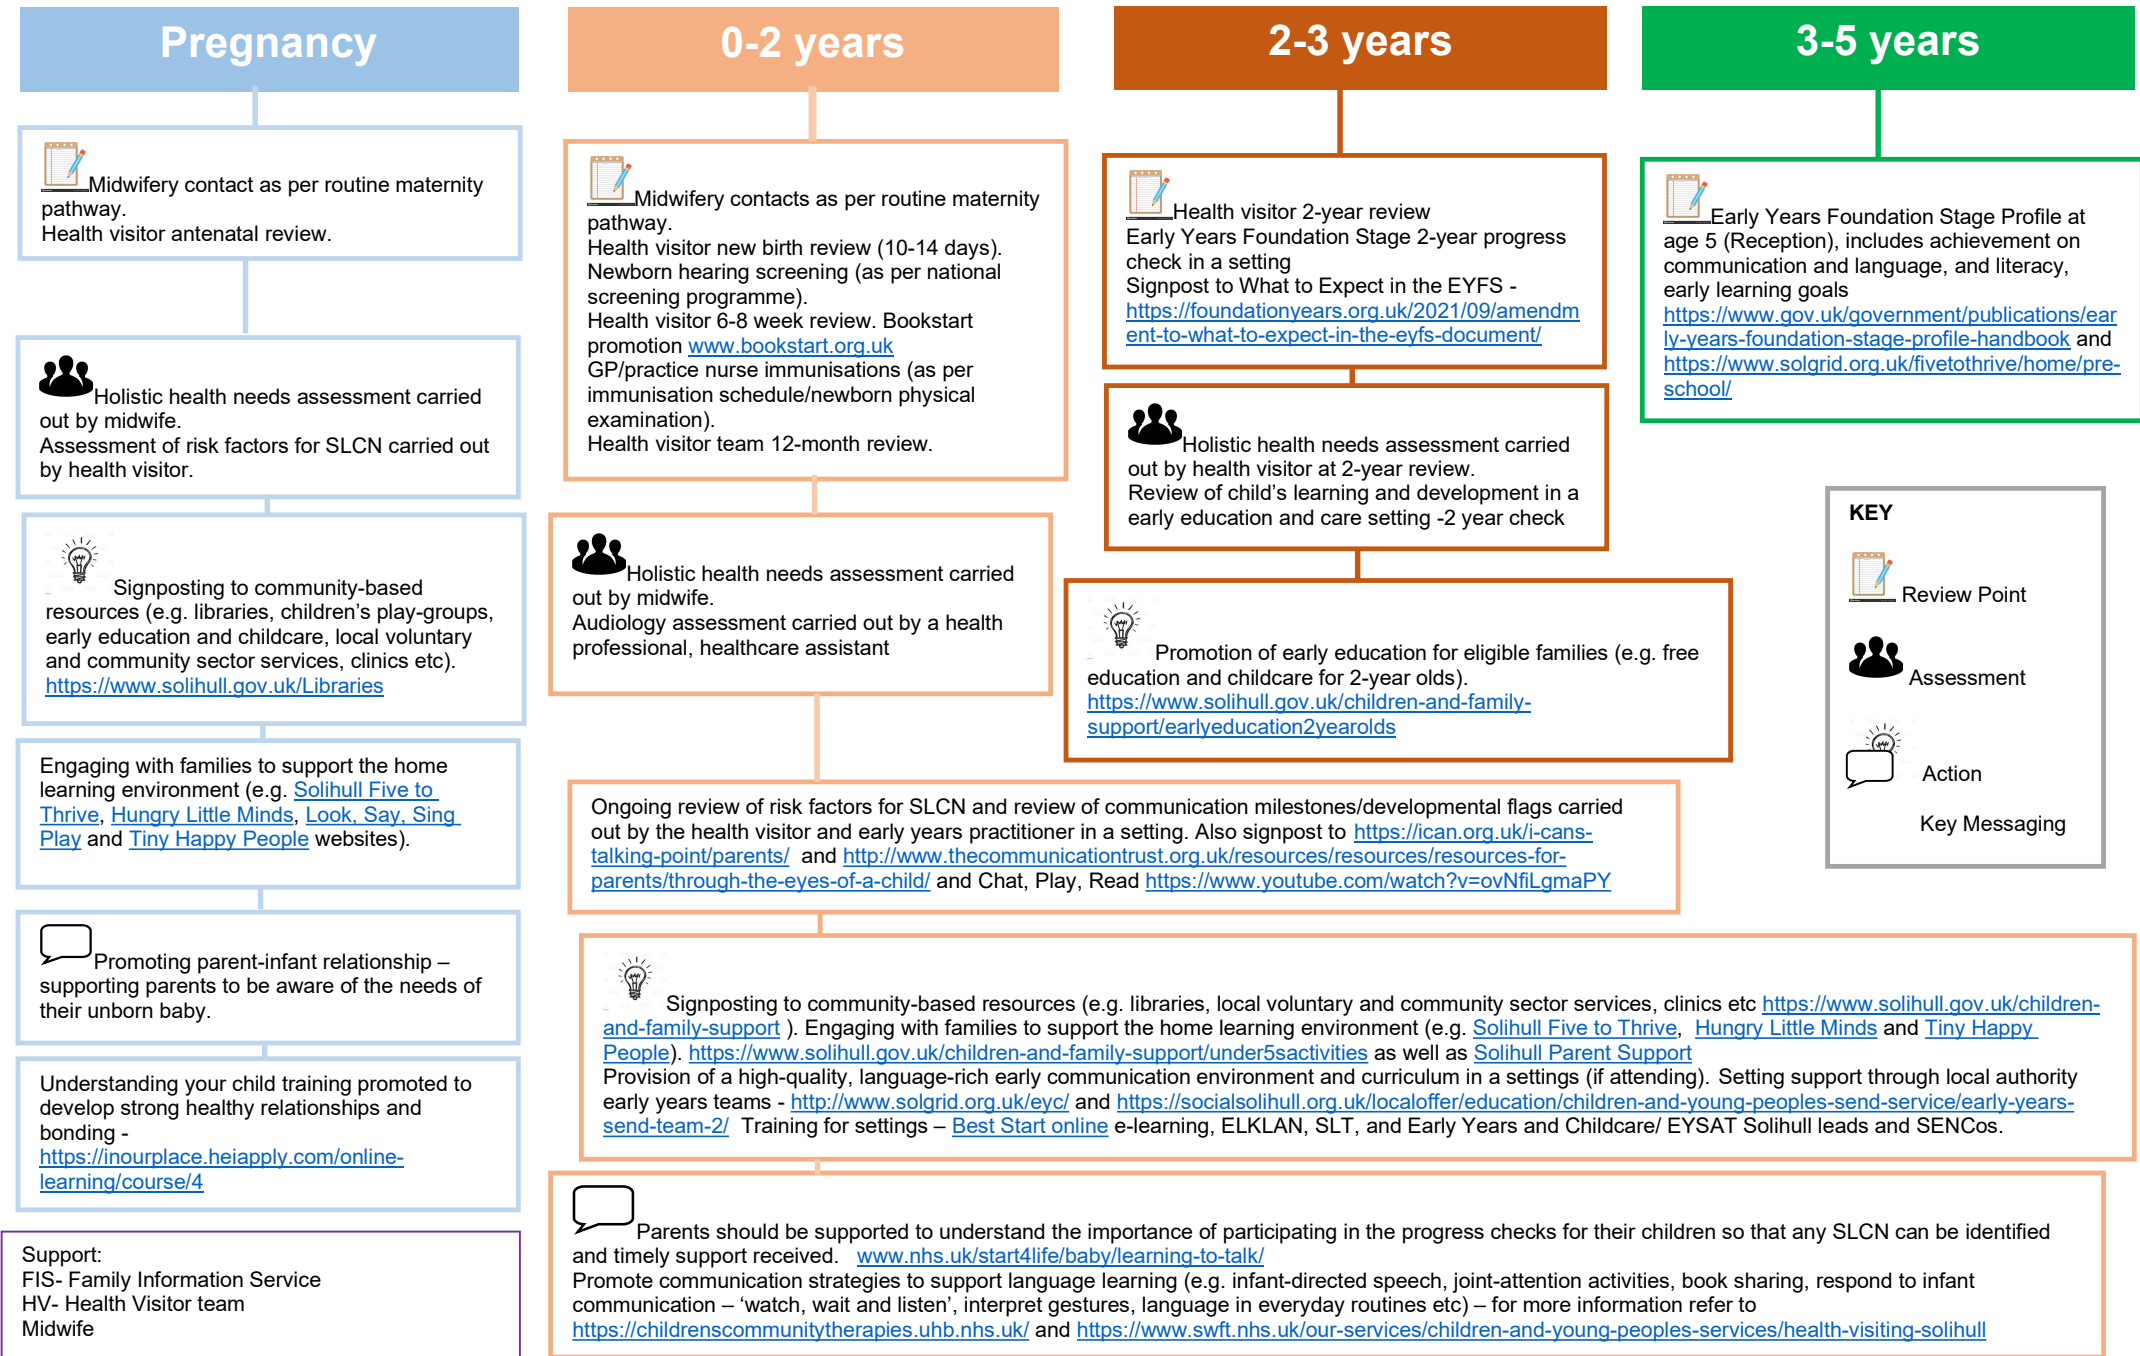 Pregnancy
Midwifery contact as per routine maternity
pathway.
Health visitor antenatal review.
Holistic health needs assessment carried
out by midwife.
Assessment of risk factors for SLCN carried out
by health visitor.
Signposting to community-based
resources (e.g. libraries, children's play-groups,
early education and childcare, local voluntary
and community sector services, clinics etc).
https://www.solihull.gov.uk/Libraries
Engaging with families to support the home
learning environment (e.g. Solihull Five to
Thrive, Hungry Little Minds, Look, Say, Sing
Play and Tiny Happy People websites).
Promoting parent-infant relationship –
supporting parents to be aware of the needs of
their unborn baby.
Understanding your child training promoted to
develop strong healthy relationships and
bonding -
https://inourplace.heiapply.com/online-
learning/course/4
Support:
FIS- Family Information Service
HV- Health Visitor team
Midwife
0-2 years
Midwifery contacts as per routine maternity
pathway.
Health visitor new birth review (10-14 days).
Newborn hearing screening (as per national
screening programme).
Health visitor 6-8 week review. Bookstart
promotion www.bookstart.org.uk
GP/practice nurse immunisations (as per
immunisation schedule/newborn physical
examination).
Health visitor team 12-month review.
Holistic health needs assessment carried
out by midwife.
Audiology assessment carried out by a health
professional, healthcare assistant
2-3 years
Health visitor 2-year review
Early Years Foundation Stage 2-year progress
check in a setting
Signpost to What to Expect in the EYFS -
https://foundationyears.org.uk/2021/09/amendm
ent-to-what-to-expect-in-the-eyfs-document/
Holistic health needs assessment carried
out by health visitor at 2-year review.
Review of child's learning and development in a
early education and care setting -2 year check
Promotion of early education for eligible families (e.g. free
education and childcare for 2-year olds).
https://www.solihull.gov.uk/children-and-family-
support/earlyeducation2yearolds
3-5 years
Early Years Foundation Stage Profile at
age 5 (Reception), includes achievement on
communication and language, and literacy,
early learning goals
https://www.gov.uk/government/publications/ear
ly-years-foundation-stage-profile-handbook and
https://www.solgrid.org.uk/fivetothrive/home/pre-
school/
KEY
Review Point
Assessment
Action
Key Messaging
Ongoing review of risk factors for SLCN and review of communication milestones/developmental flags carried
out by the health visitor and early years practitioner in a setting. Also signpost to https://ican.org.uk/i-cans-
talking-point/parents/ and http://www.thecommunicationtrust.org.uk/resources/resources/resources-for-
parents/through-the-eyes-of-a-child/ and Chat, Play, Read https://www.youtube.com/watch?v=ovNfiLgmaPY
Signposting to community-based resources (e.g. libraries, local voluntary and community sector services, clinics etc https://www.solihull.gov.uk/children-
and-family-support ). Engaging with families to support the home learning environment (e.g. Solihull Five to Thrive, Hungry Little Minds and Tiny Happy
People). https://www.solihull.gov.uk/children-and-family-support/under5sactivities as well as Solihull Parent Support
Provision of a high-quality, language-rich early communication environment and curriculum in a settings (if attending). Setting support through local authority
early years teams - http://www.solgrid.org.uk/eyc/ and https://socialsolihull.org.uk/localoffer/education/children-and-young-peoples-send-service/early-years-
send-team-2/ Training for settings – Best Start online e-learning, ELKLAN, SLT, and Early Years and Childcare/ EYSAT Solihull leads and SENCos.
Parents should be supported to understand the importance of participating in the progress checks for their children so that any SLCN can be identified
and timely support received. www.nhs.uk/start4life/baby/learning-to-talk/
Promote communication strategies to support language learning (e.g. infant-directed speech, joint-attention activities, book sharing, respond to infant
communication – 'watch, wait and listen', interpret gestures, language in everyday routines etc) – for more information refer to
https://childrenscommunitytherapies.uhb.nhs.uk/ and https://www.swft.nhs.uk/our-services/children-and-young-peoples-services/health-visiting-solihull